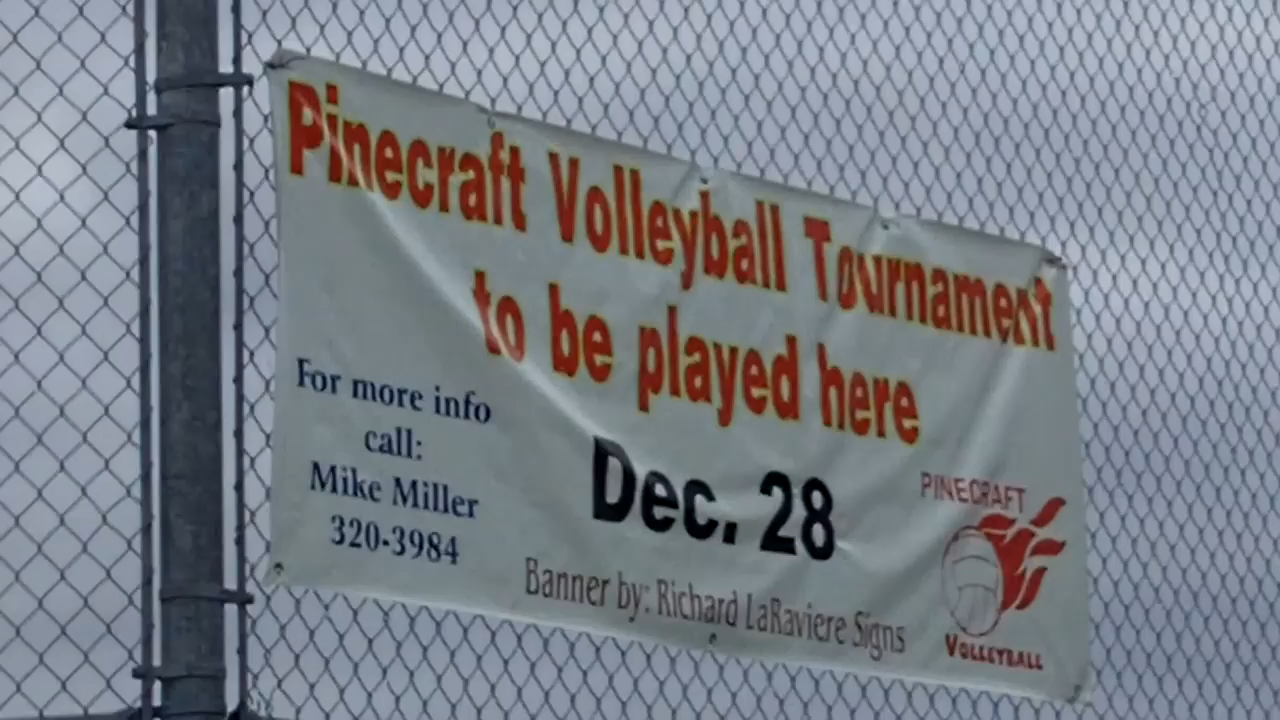 Pinecraft Volleyball Tournament
to be played here
Dec. 28
For more info
call:
Mike Miller
320-3984
Banner by: Richard LaRaviere Signs
PINECRAFT
VOLLEYBALL